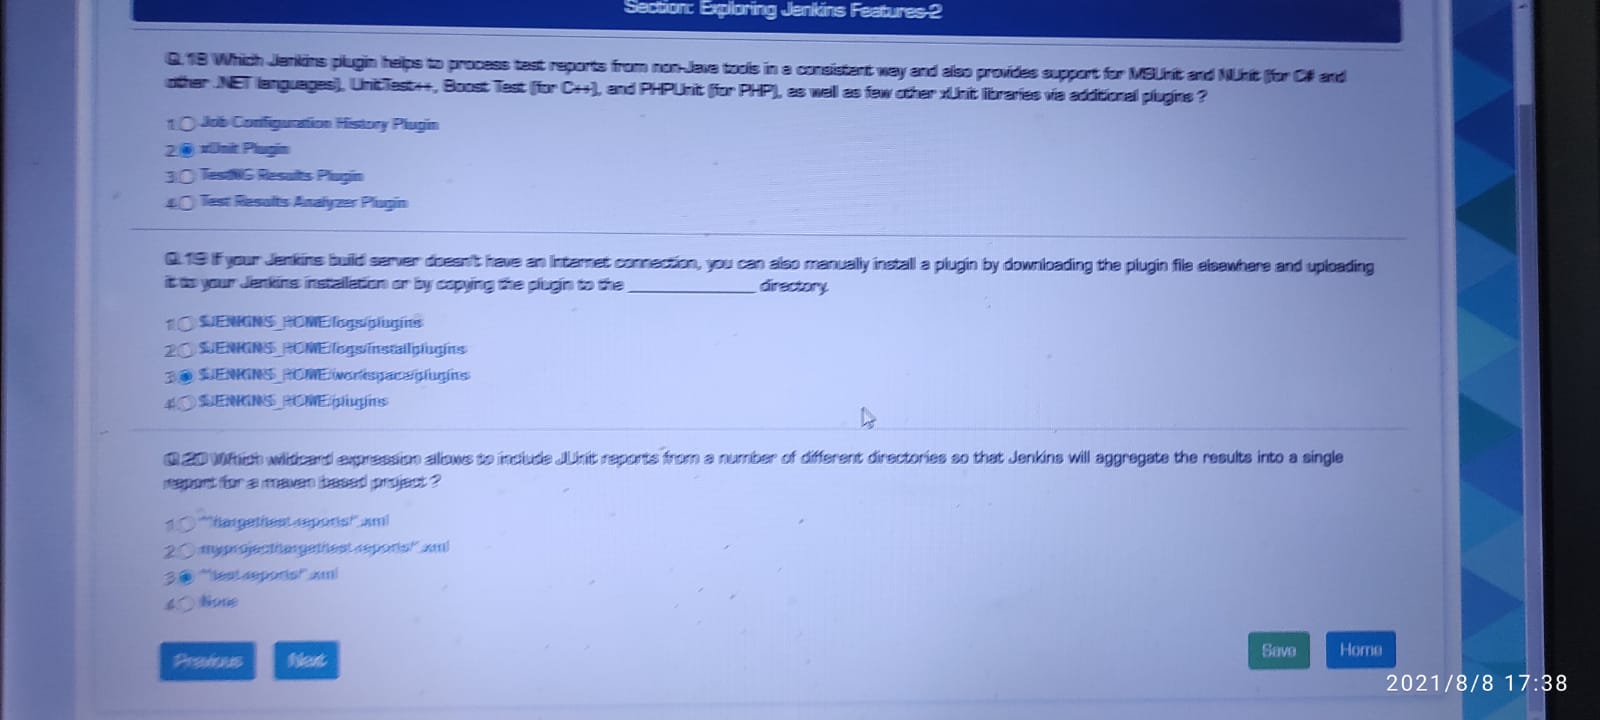 Section: Exploring Jenkins Features-2
Q.18 Which Jenkins plugin helps to process test reports from non-Java tools in a consistent way and also provides support for MSUnit and NUnit (for C# and
other .NET languages), UnitTest++, Boost Test (for C++), and PHPUnit (for PHP), as well as few other xUnit libraries via additional plugins ?
1. Job Configuration History Plugin
2. xUnit Plugin
3. TestNG Results Plugin
4. Test Results Analyzer Plugin
Q.19 If your Jenkins build server doesn't have an Internet connection, you can also manually install a plugin by downloading the plugin file elsewhere and uploading
it to your Jenkins installation or by copying the plugin to the ____________ directory.
1. $JENKINS_HOME/logs/plugins
2. $JENKINS_HOME/logs/installplugins
3. $JENKINS_HOME/workspace/plugins
4. $JENKINS_HOME/plugins
Q.20 Which wildcard expression allows to include JUnit reports from a number of different directories so that Jenkins will aggregate the results into a single
report for a maven based project ?
1. **/target/test-reports/*.xml
2. myproject/target/test-reports/*.xml
3. **/test-reports/*.xml
4. None
Previous Next Save Home
2021/8/8 17:38